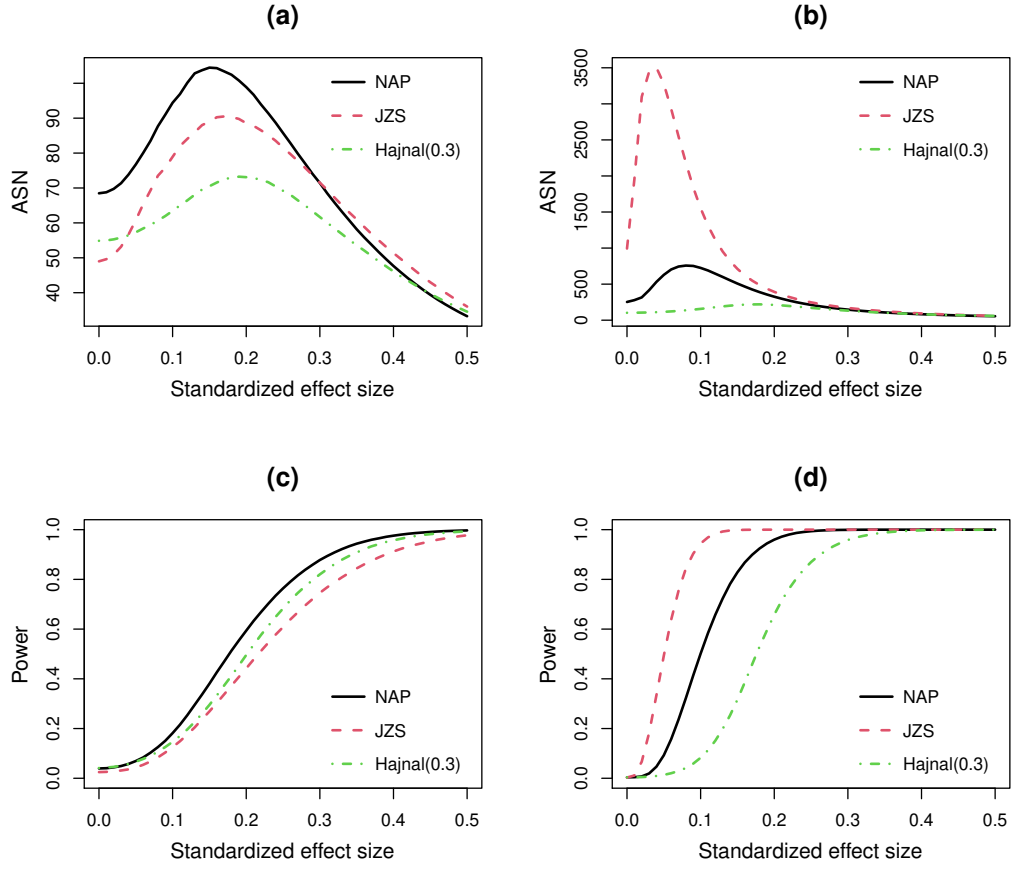 (a)
ASN
40 50 60 70 80 90
NAP
JZS
Hajnal(0.3)
0.0 0.1 0.2 0.3 0.4 0.5
Standardized effect size
(b)
ASN
0 500 1500 2500 3500
NAP
JZS
Hajnal(0.3)
0.0 0.1 0.2 0.3 0.4 0.5
Standardized effect size
(c)
Power
0.0 0.2 0.4 0.6 0.8 1.0
NAP
JZS
Hajnal(0.3)
0.0 0.1 0.2 0.3 0.4 0.5
Standardized effect size
(d)
Power
0.0 0.2 0.4 0.6 0.8 1.0
NAP
JZS
Hajnal(0.3)
0.0 0.1 0.2 0.3 0.4 0.5
Standardized effect size